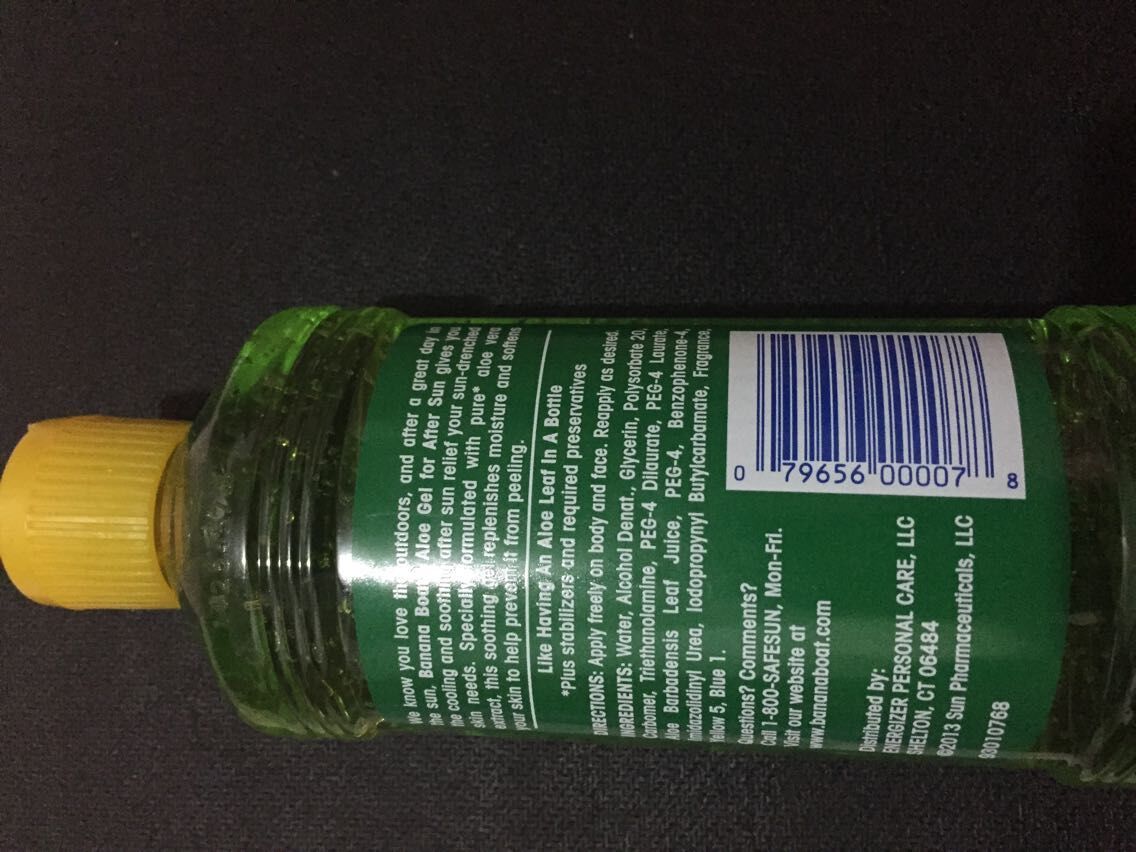 We know you love the outdoors, and after a great day in
the sun, Banana Boat Aloe Gel for After Sun gives you
the cooling and soothing after sun relief your sun-drenched
skin needs. Specially formulated with pure* aloe vera
extract, this soothing gel replenishes moisture and softens
your skin to help prevent it from peeling.
Like Having An Aloe Leaf In A Bottle
*Plus stabilizers and required preservatives
DIRECTIONS: Apply freely on body and face. Reapply as desired.
INGREDIENTS: Water, Alcohol Denat., Glycerin, Polysorbate 20,
Carbomer, Triethanolamine, PEG-4 Dilaurate, PEG-4 Laurate,
Aloe Barbadensis Leaf Juice, PEG-4, Benzophenone-4,
Imidazolidinyl Urea, Iodopropynyl Butylcarbamate, Fragrance,
Yellow 5, Blue 1.
Questions? Comments?
Call 1-800-SAFESUN, Mon-Fri.
Visit our website at
www.bananaboat.com
Distributed by:
ENERGIZER PERSONAL CARE, LLC
SHELTON, CT 06484
©2013 Sun Pharmaceuticals, LLC
930110768
0 79656 00007 8